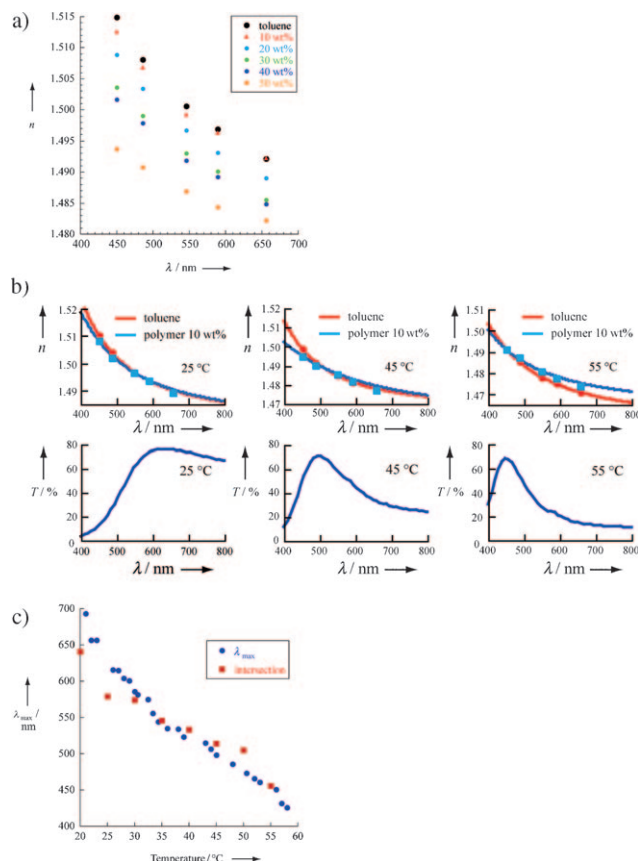 a)
1.515
1.510
1.505
1.500
1.495
1.490
1.485
1.480
n
toluene
10 wt%
20 wt%
30 wt%
40 wt%
50 wt%
400 450 500 550 600 650 700
λ / nm
b)
1.52
1.51
1.50
1.49
n
toluene
polymer 10 wt%
25 °C
1.52
1.51
1.50
1.49
1.48
1.47
n
toluene
polymer 10 wt%
45 °C
1.51
1.50
1.49
1.48
1.47
n
toluene
polymer 10 wt%
55 °C
400 500 600 700 800
λ / nm
400 500 600 700 800
λ / nm
400 500 600 700 800
λ / nm
80
60
40
20
0
T / %
25 °C
80
60
40
20
0
T / %
45 °C
80
60
40
20
0
T / %
55 °C
400 500 600 700 800
λ / nm
400 500 600 700 800
λ / nm
400 500 600 700 800
λ / nm
c)
700
650
600
550
500
450
400
λmax /
nm
λmax
intersection
20 25 30 35 40 45 50 55 60
Temperature / °C